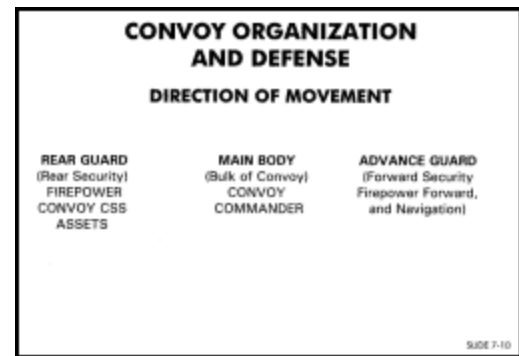 CONVOY ORGANIZATION
AND DEFENSE
DIRECTION OF MOVEMENT
REAR GUARD
(Rear Security)
FIREPOWER
CONVOY CSS
ASSETS
MAIN BODY
(Bulk of Convoy)
CONVOY
COMMANDER
ADVANCE GUARD
(Forward Security
Firepower Forward,
and Navigation)
SLIDE 7-10